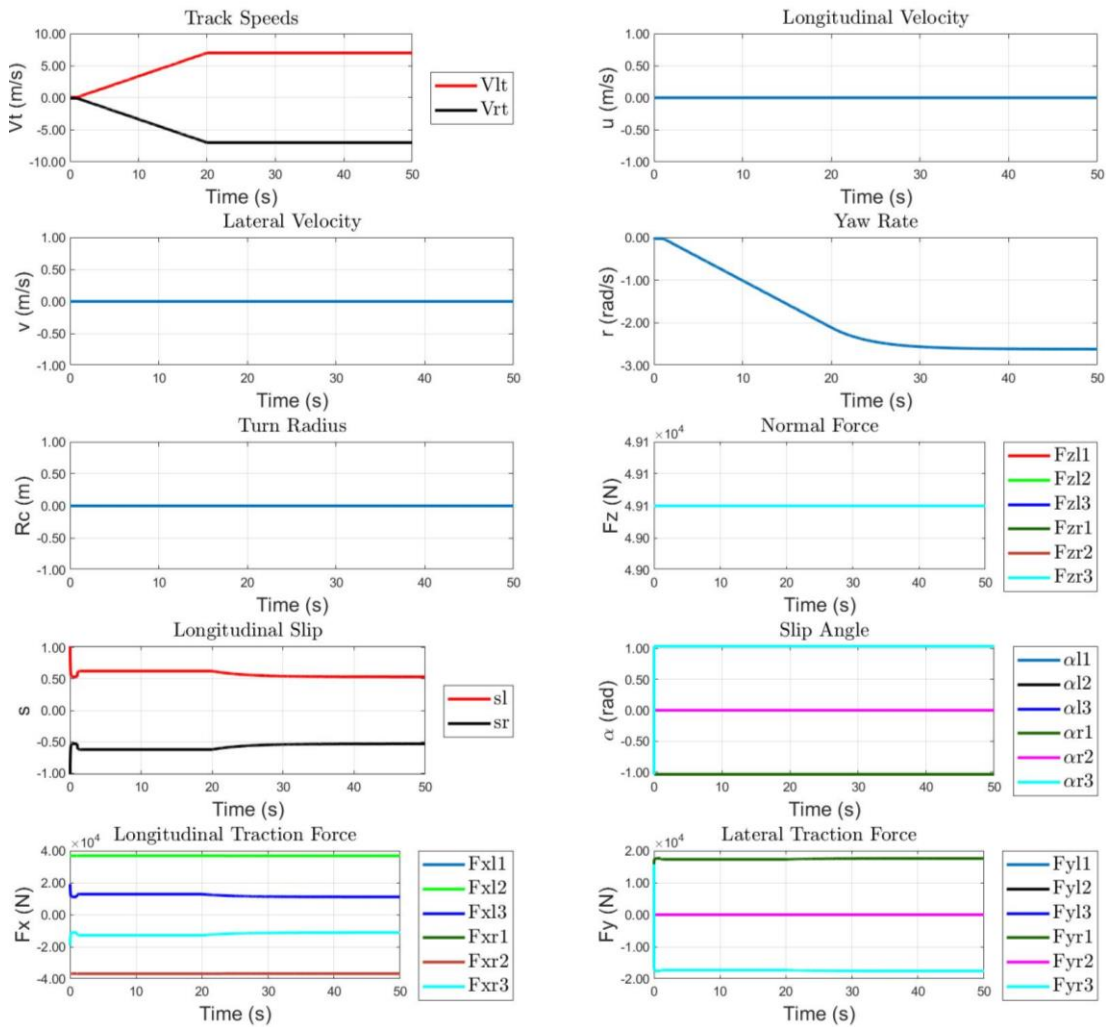 Track Speeds
10.00
5.00
0.00
-5.00
-10.00
Vt (m/s)
0 10 20 30 40 50
Time (s)
Vlt
Vrt
Longitudinal Velocity
1.00
0.50
0.00
-0.50
-1.00
u (m/s)
0 10 20 30 40 50
Time (s)
Lateral Velocity
1.00
0.50
0.00
-0.50
-1.00
v (m/s)
0 10 20 30 40 50
Time (s)
Yaw Rate
0.00
-1.00
-2.00
-3.00
r (rad/s)
0 10 20 30 40 50
Time (s)
Turn Radius
1.00
0.50
0.00
-0.50
-1.00
Rc (m)
0 10 20 30 40 50
Time (s)
Normal Force
×10⁴
4.91
4.91
4.91
4.90
4.90
Fz (N)
0 10 20 30 40 50
Time (s)
Fzl1
Fzl2
Fzl3
Fzr1
Fzr2
Fzr3
Longitudinal Slip
1.00
0.50
0.00
-0.50
-1.00
s
0 10 20 30 40 50
Time (s)
sl
sr
Slip Angle
1.00
0.50
0.00
-0.50
-1.00
α (rad)
0 10 20 30 40 50
Time (s)
αl1
αl2
αl3
αr1
αr2
αr3
Longitudinal Traction Force
×10⁴
4.00
2.00
0.00
-2.00
-4.00
Fx (N)
0 10 20 30 40 50
Time (s)
Fxl1
Fxl2
Fxl3
Fxr1
Fxr2
Fxr3
Lateral Traction Force
×10⁴
2.00
1.00
0.00
-1.00
-2.00
Fy (N)
0 10 20 30 40 50
Time (s)
Fyl1
Fyl2
Fyl3
Fyr1
Fyr2
Fyr3